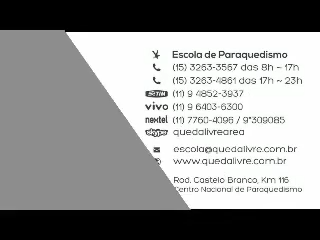 Escola de Paraquedismo
(15) 3263-3567 das 8h ~ 17h
(15) 3263-4861 das 17h ~ 23h
(11) 9 4852-3937
vivo (11) 9 6403-6300
nextel (11) 7760-4096 / 9*309085
skype quedalivrearea
escola@quedalivre.com.br
www.quedalivre.com.br
Rod. Castelo Branco, Km 116
Centro Nacional de Paraquedismo